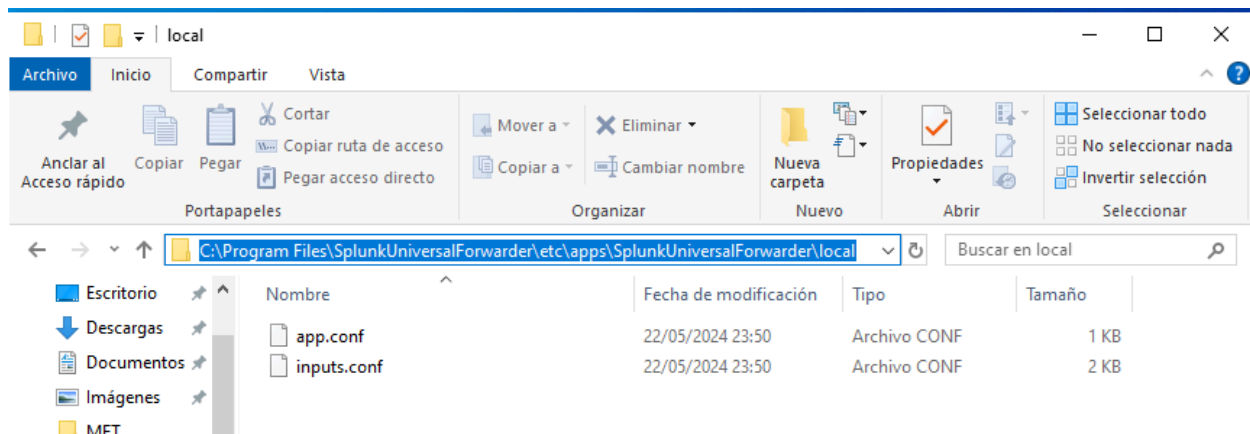 local
Archivo Inicio Compartir Vista
Anclar al Acceso rápido
Copiar
Pegar
Cortar
Copiar ruta de acceso
Pegar acceso directo
Portapapeles
Mover a
Copiar a
Eliminar
Cambiar nombre
Organizar
Nueva carpeta
Nuevo
Propiedades
Abrir
Seleccionar todo
No seleccionar nada
Invertir selección
Seleccionar
C:\Program Files\SplunkUniversalForwarder\etc\apps\SplunkUniversalForwarder\local
Buscar en local
Escritorio
Descargas
Documentos
Imágenes
MFT
Nombre Fecha de modificación Tipo Tamaño
app.conf 22/05/2024 23:50 Archivo CONF 1 KB
inputs.conf 22/05/2024 23:50 Archivo CONF 2 KB